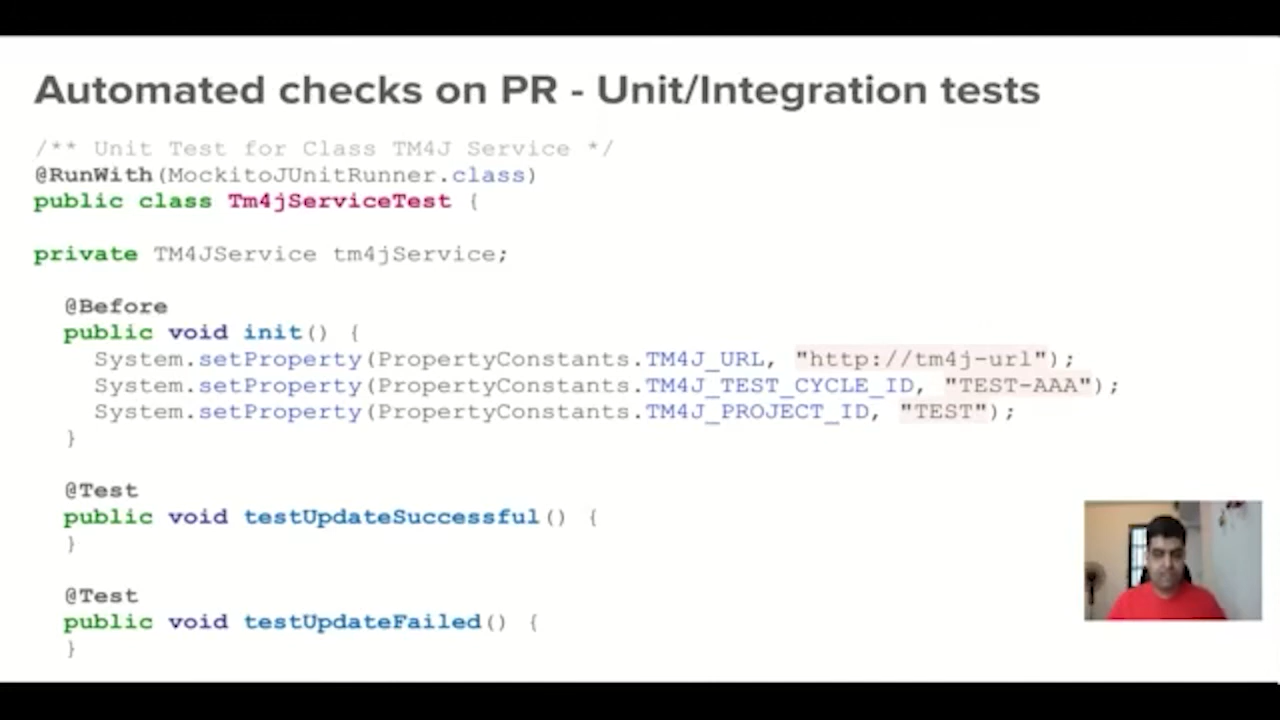 Automated checks on PR - Unit/Integration tests
/** Unit Test for Class TM4J Service */
@RunWith(MockitoJUnitRunner.class)
public class Tm4jServiceTest {
private TM4JService tm4jService;
@Before
public void init() {
System.setProperty(PropertyConstants.TM4J_URL, "http://tm4j-url");
System.setProperty(PropertyConstants.TM4J_TEST_CYCLE_ID, "TEST-AAA");
System.setProperty(PropertyConstants.TM4J_PROJECT_ID, "TEST");
}
@Test
public void testUpdateSuccessful() {
}
@Test
public void testUpdateFailed() {
}